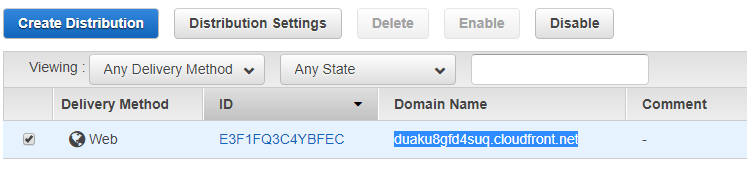 Create Distribution Distribution Settings Delete Enable Disable
Viewing : Any Delivery Method Any State
Delivery Method ID Domain Name Comment
Web E3F1FQ3C4YBFEC duaku8gfd4suq.cloudfront.net -